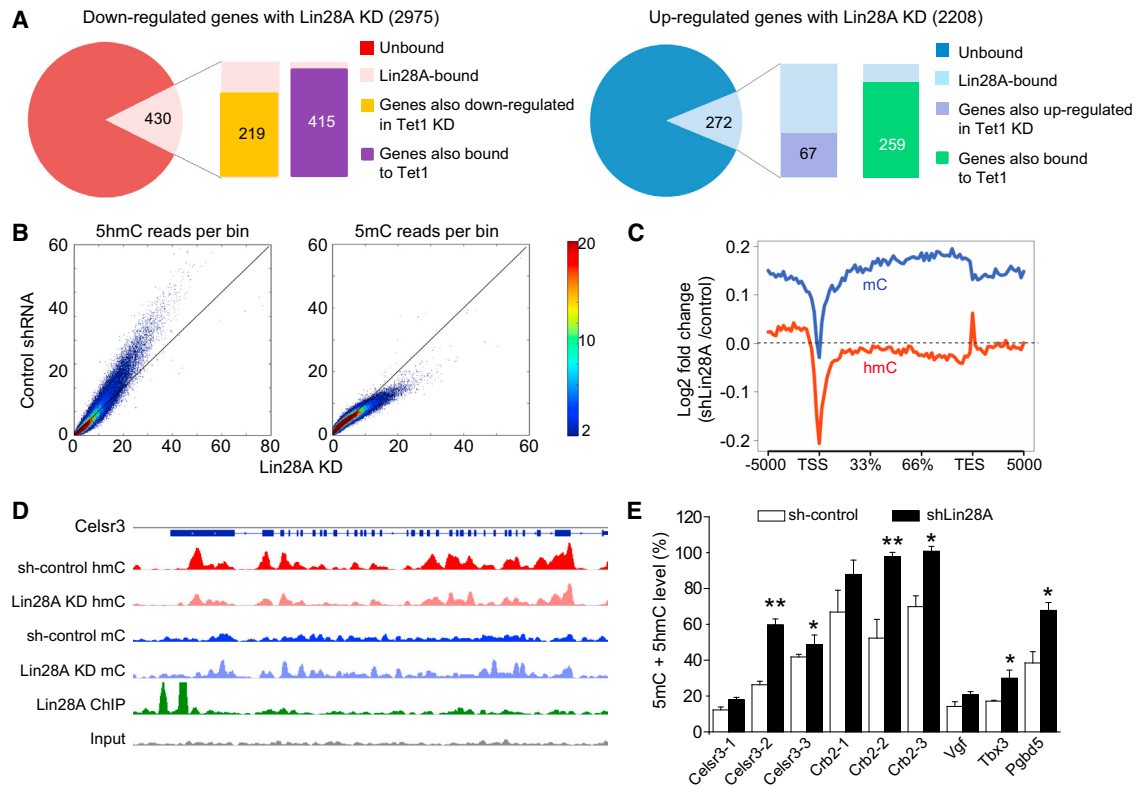 A
Down-regulated genes with Lin28A KD (2975)
430
219
415
Unbound
Lin28A-bound
Genes also down-regulated
in Tet1 KD
Genes also bound
to Tet1
Up-regulated genes with Lin28A KD (2208)
272
67
259
Unbound
Lin28A-bound
Genes also up-regulated
in Tet1 KD
Genes also bound
to Tet1
B
5hmC reads per bin
5mC reads per bin
Control shRNA
60
40
20
0
0 20 40 60 80
60
40
20
0
0 20 40 60
Lin28A KD
20
10
2
C
Log2 fold change
(shLin28A /control)
0.2
0.1
0.0
-0.1
-0.2
mC
hmC
-5000 TSS 33% 66% TES 5000
D
Celsr3
sh-control hmC
Lin28A KD hmC
sh-control mC
Lin28A KD mC
Lin28A ChIP
Input
E
sh-control shLin28A
5mC + 5hmC level (%)
120
100
80
60
40
20
0
** * ** * * *
Celsr3-1 Celsr3-2 Celsr3-3 Crb2-1 Crb2-2 Crb2-3 Vgf Tbx3 Pgbd5